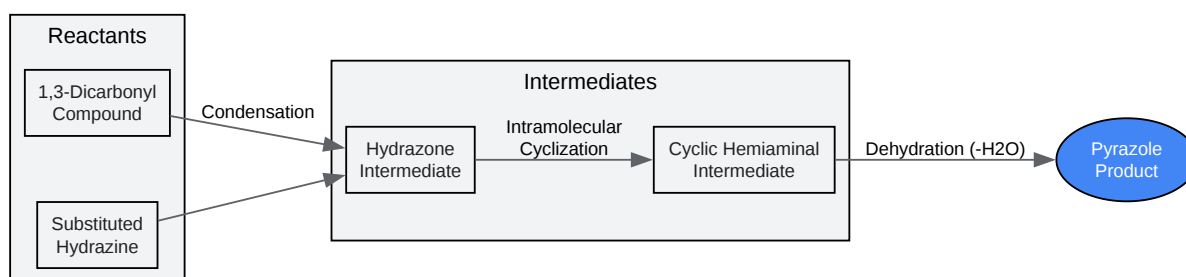 Reactants
1,3-Dicarbonyl
Compound
Substituted
Hydrazine
Condensation
Intermediates
Hydrazone
Intermediate
Intramolecular
Cyclization
Cyclic Hemiaminal
Intermediate
Dehydration (-H2O)
Pyrazole
Product